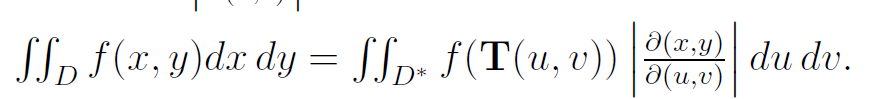 ∬_D f(x, y)dx dy = ∬_{D*} f(𝐓(u, v)) |∂(x,y)/∂(u,v)| du dv.